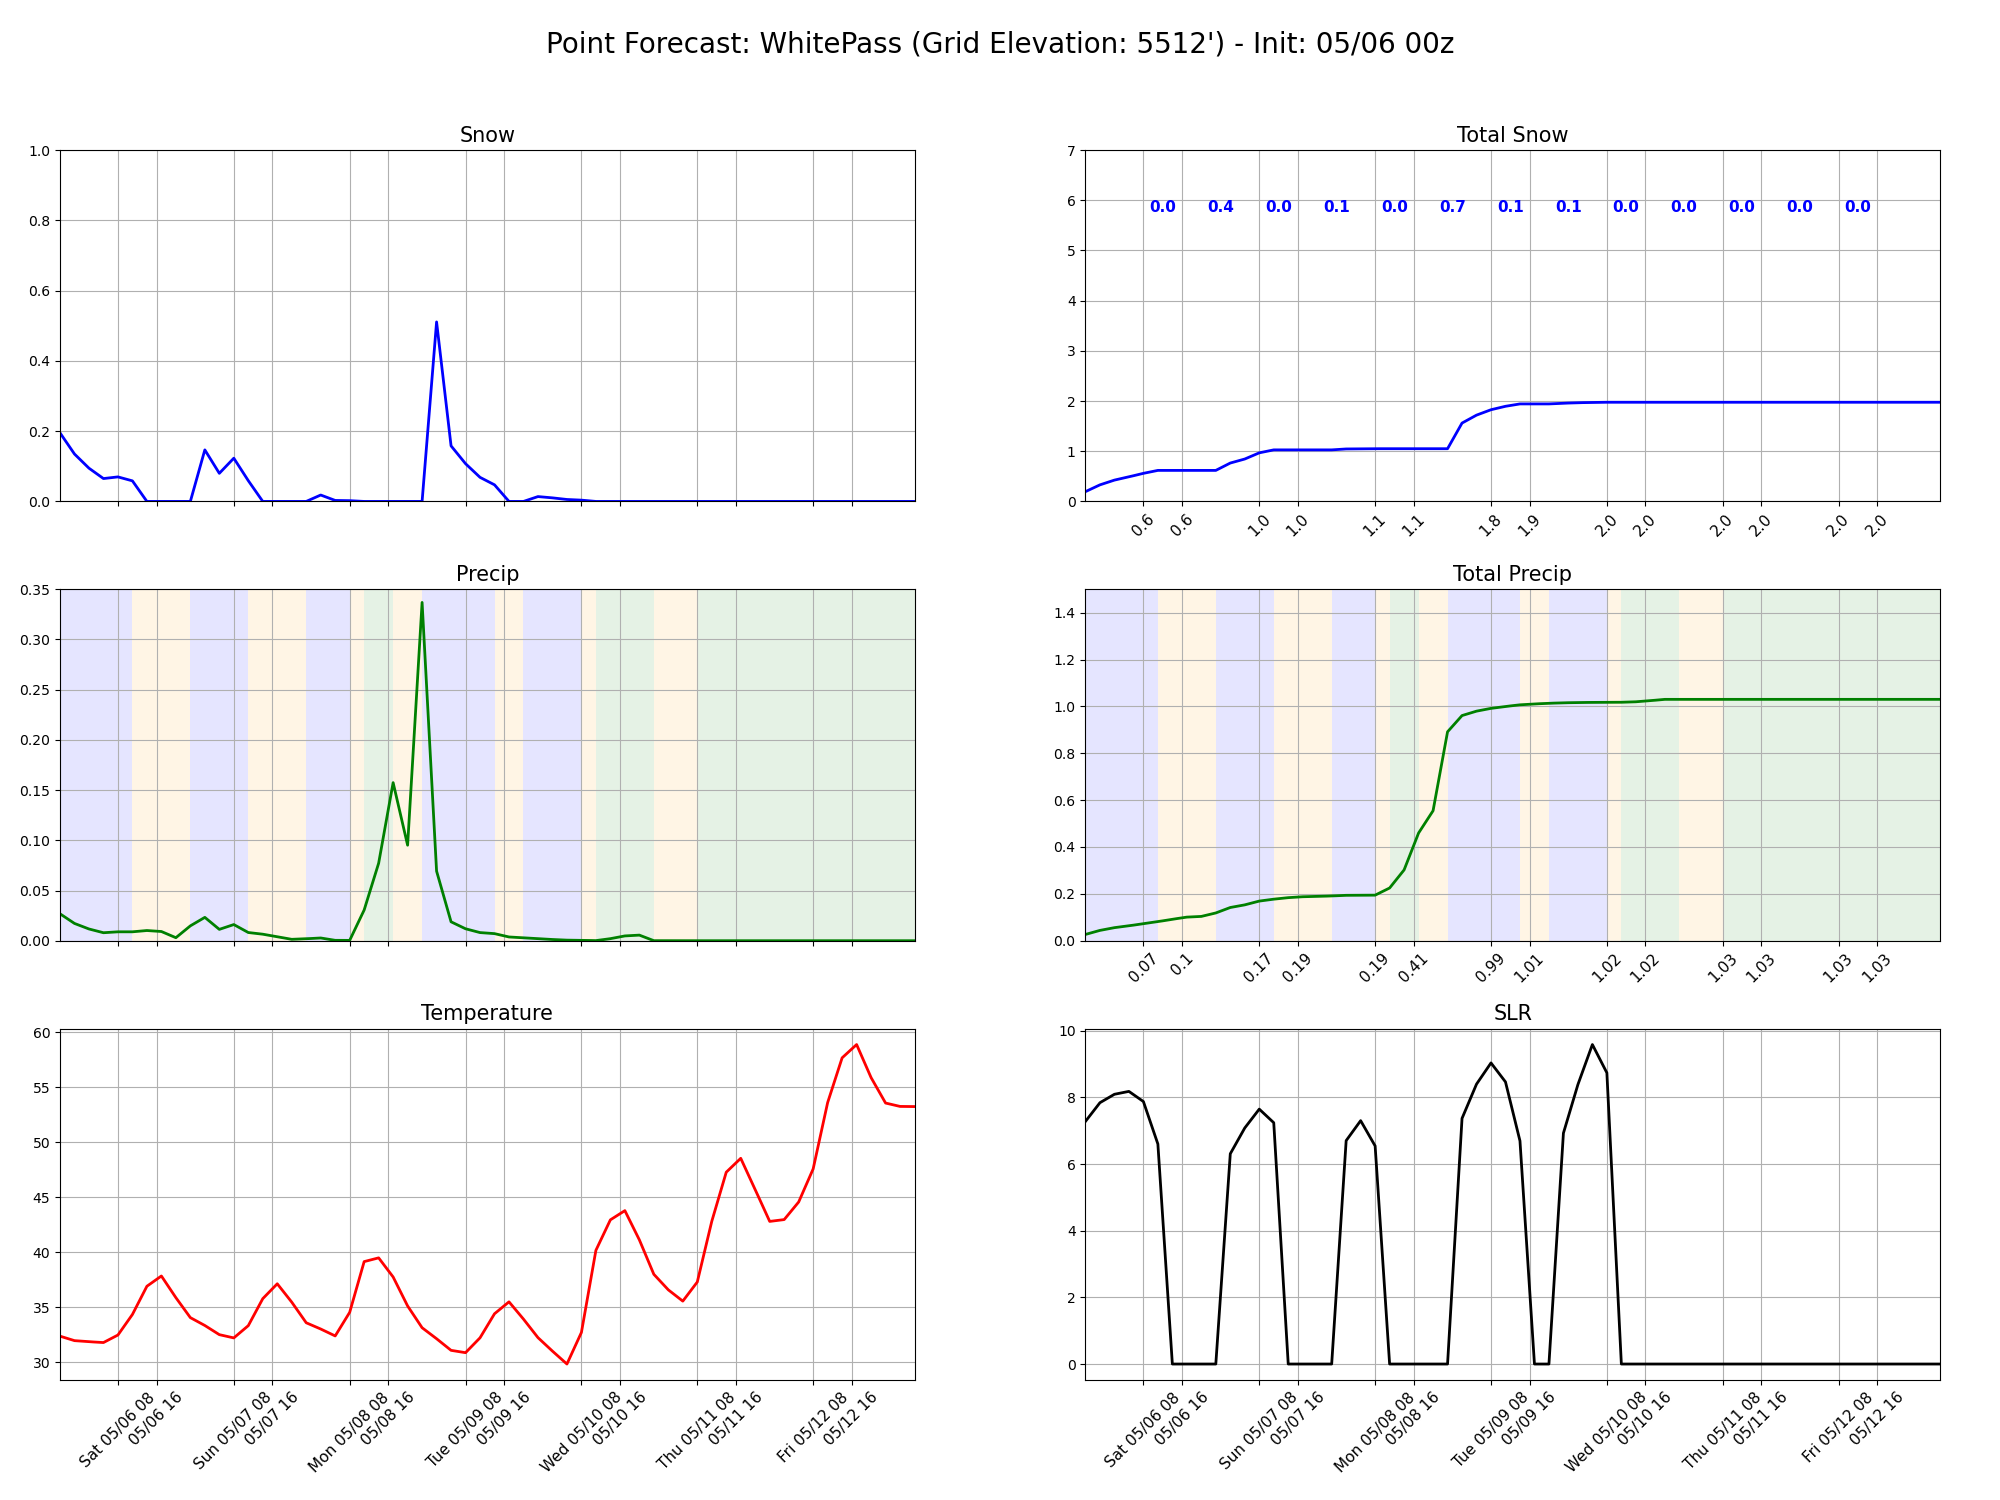 Point Forecast: WhitePass (Grid Elevation: 5512') - Init: 05/06 00z
Snow
1.0
0.8
0.6
0.4
0.2
0.0
Total Snow
7
6
5
4
3
2
1
0
0.0 0.4 0.0 0.1 0.0 0.7 0.1 0.1 0.0 0.0 0.0 0.0 0.0
0.6 0.6 1.0 1.0 1.1 1.1 1.8 1.9 2.0 2.0 2.0 2.0 2.0 2.0
Precip
0.35
0.30
0.25
0.20
0.15
0.10
0.05
0.00
Total Precip
1.4
1.2
1.0
0.8
0.6
0.4
0.2
0.0
0.07 0.1 0.17 0.19 0.19 0.41 0.99 1.01 1.02 1.02 1.03 1.03 1.03 1.03
Temperature
60
55
50
45
40
35
30
Sat 05/06 08
05/06 16
Sun 05/07 08
05/07 16
Mon 05/08 08
05/08 16
Tue 05/09 08
05/09 16
Wed 05/10 08
05/10 16
Thu 05/11 08
05/11 16
Fri 05/12 08
05/12 16
SLR
10
8
6
4
2
0
Sat 05/06 08
05/06 16
Sun 05/07 08
05/07 16
Mon 05/08 08
05/08 16
Tue 05/09 08
05/09 16
Wed 05/10 08
05/10 16
Thu 05/11 08
05/11 16
Fri 05/12 08
05/12 16